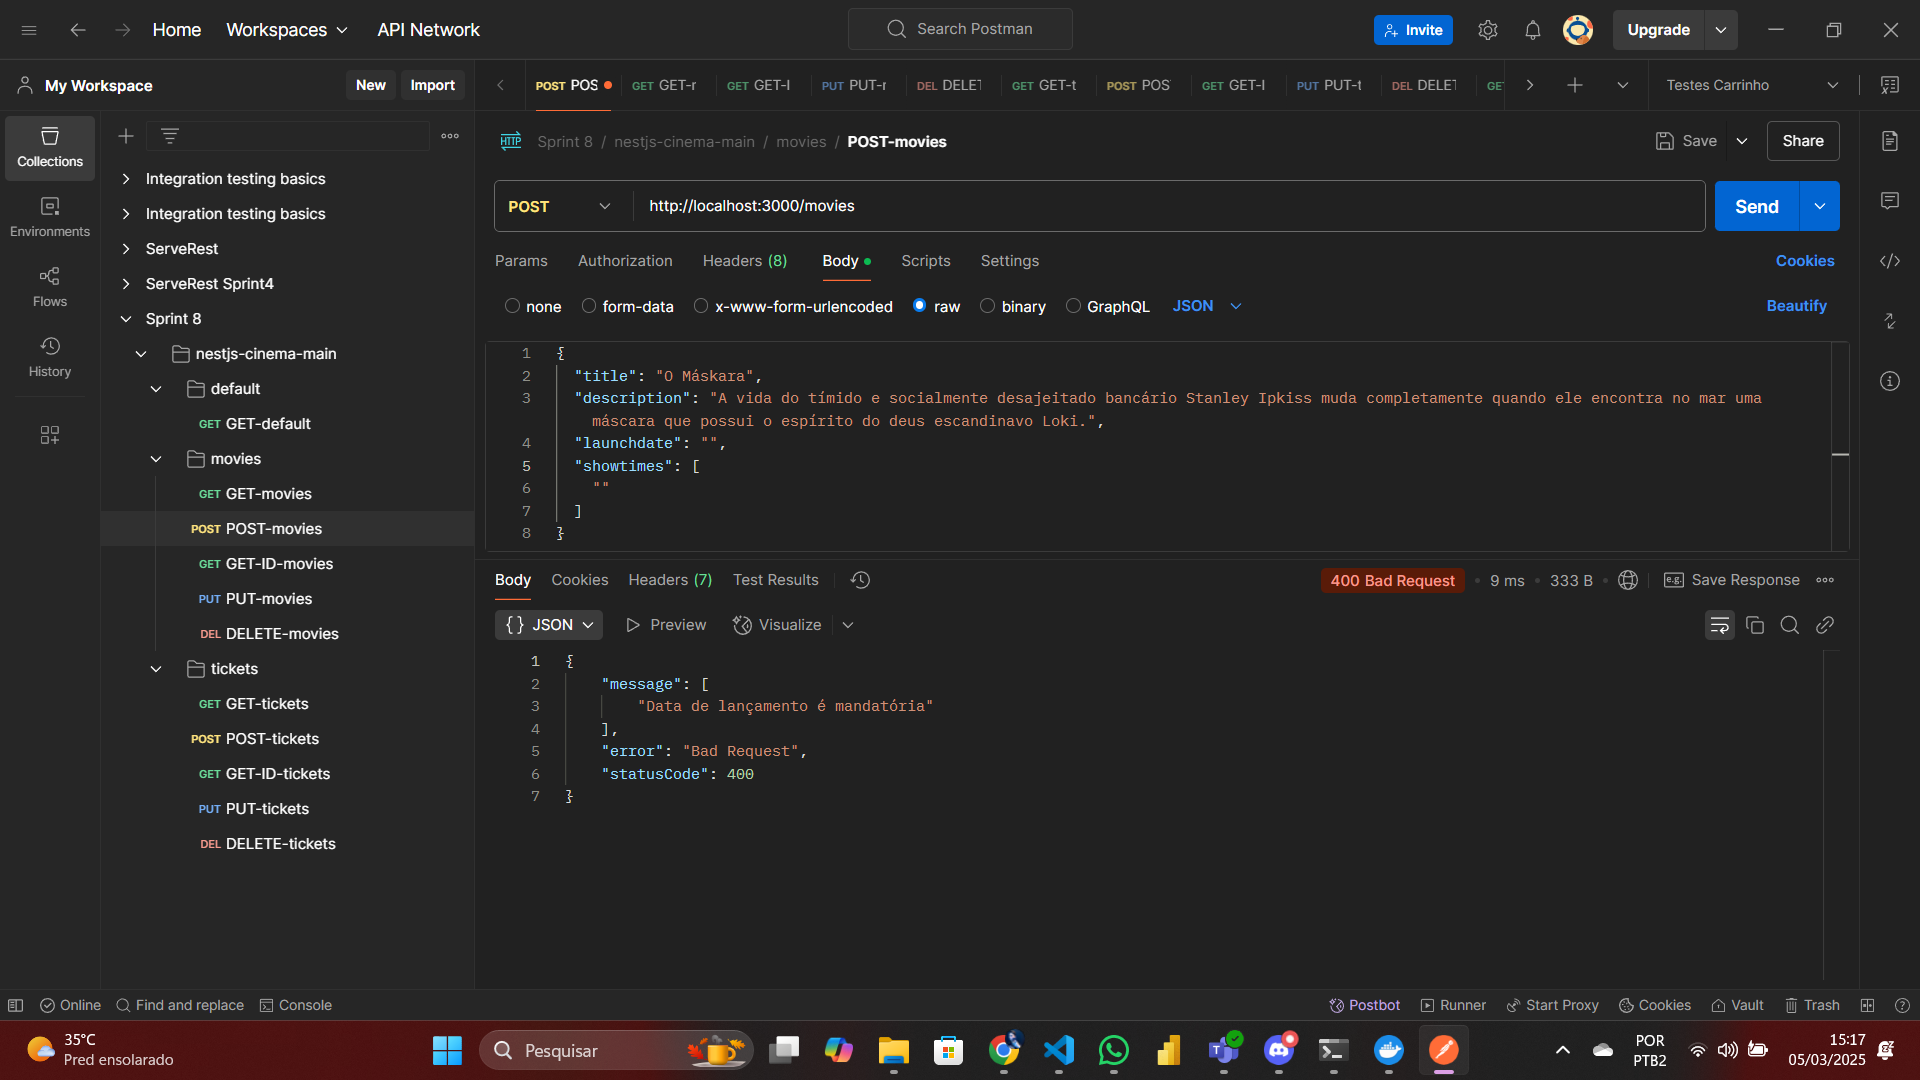 Home
Workspaces
API Network
Search Postman
Invite
Upgrade
My Workspace
New
Import
POST POS
GET GET-r
GET GET-I
PUT PUT-r
DEL DELET
GET GET-t
POST POS
GET GET-I
PUT PUT-t
DEL DELET
GE
Testes Carrinho
Collections
Environments
Flows
History
Integration testing basics
Integration testing basics
ServeRest
ServeRest Sprint4
Sprint 8
nestjs-cinema-main
default
GET GET-default
movies
GET GET-movies
POST POST-movies
GET GET-ID-movies
PUT PUT-movies
DEL DELETE-movies
tickets
GET GET-tickets
POST POST-tickets
GET GET-ID-tickets
PUT PUT-tickets
DEL DELETE-tickets
HTTP Sprint 8 / nestjs-cinema-main / movies / POST-movies
Save
Share
POST
http://localhost:3000/movies
Send
Params
Authorization
Headers (8)
Body
Scripts
Settings
Cookies
none
form-data
x-www-form-urlencoded
raw
binary
GraphQL
JSON
Beautify
1 {
2 "title": "O Máskara",
3 "description": "A vida do tímido e socialmente desajeitado bancário Stanley Ipkiss muda completamente quando ele encontra no mar uma
máscara que possui o espírito do deus escandinavo Loki.",
4 "launchdate": "",
5 "showtimes": [
6 ""
7 ]
8 }
Body
Cookies
Headers (7)
Test Results
400 Bad Request
9 ms
333 B
e.g. Save Response
{} JSON
Preview
Visualize
1 {
2 "message": [
3 "Data de lançamento é mandatória"
4 ],
5 "error": "Bad Request",
6 "statusCode": 400
7 }
Online
Find and replace
Console
Postbot
Runner
Start Proxy
Cookies
Vault
Trash
35°C
Pred ensolarado
Pesquisar
POR
PTB2
15:17
05/03/2025